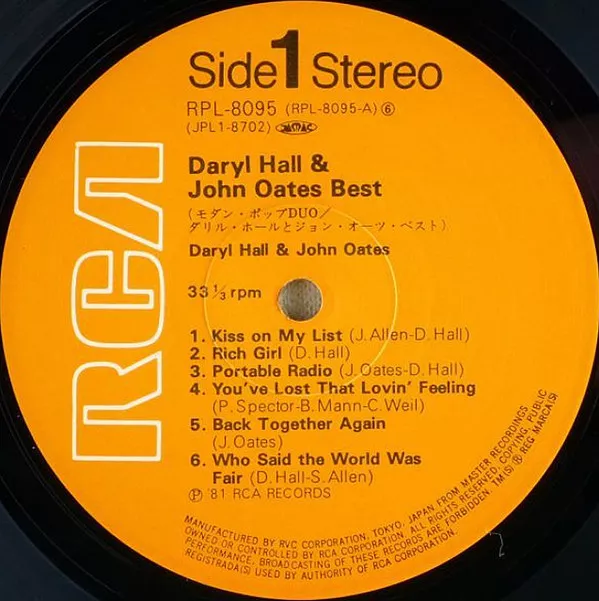 Side 1 Stereo
RPL-8095 (RPL-8095-A) ⑥
(JPL1-8702)
Daryl Hall &
John Oates Best
(モダン・ポップDUO/
ダリル・ホールとジョン・オーツ・ベスト)
Daryl Hall & John Oates
33 1/3 rpm
RCA
1. Kiss on My List (J. Allen-D. Hall)
2. Rich Girl (D. Hall)
3. Portable Radio (J. Oates-D. Hall)
4. You've Lost That Lovin' Feeling
(P. Spector-B. Mann-C. Weil)
5. Back Together Again
(J. Oates)
6. Who Said the World Was
Fair (D. Hall-S. Allen)
Ⓟ '81 RCA RECORDS
MANUFACTURED BY RVC CORPORATION, TOKYO, JAPAN FROM MASTER RECORDINGS
OWNED OR CONTROLLED BY RCA CORPORATION. ALL RIGHTS RESERVED. COPYING, PUBLIC
PERFORMANCE, BROADCASTING OF THESE RECORDS ARE FORBIDDEN. TM(S) ® REG MARCA(S)
REGISTRADA(S) USED BY AUTHORITY OF RCA CORPORATION.